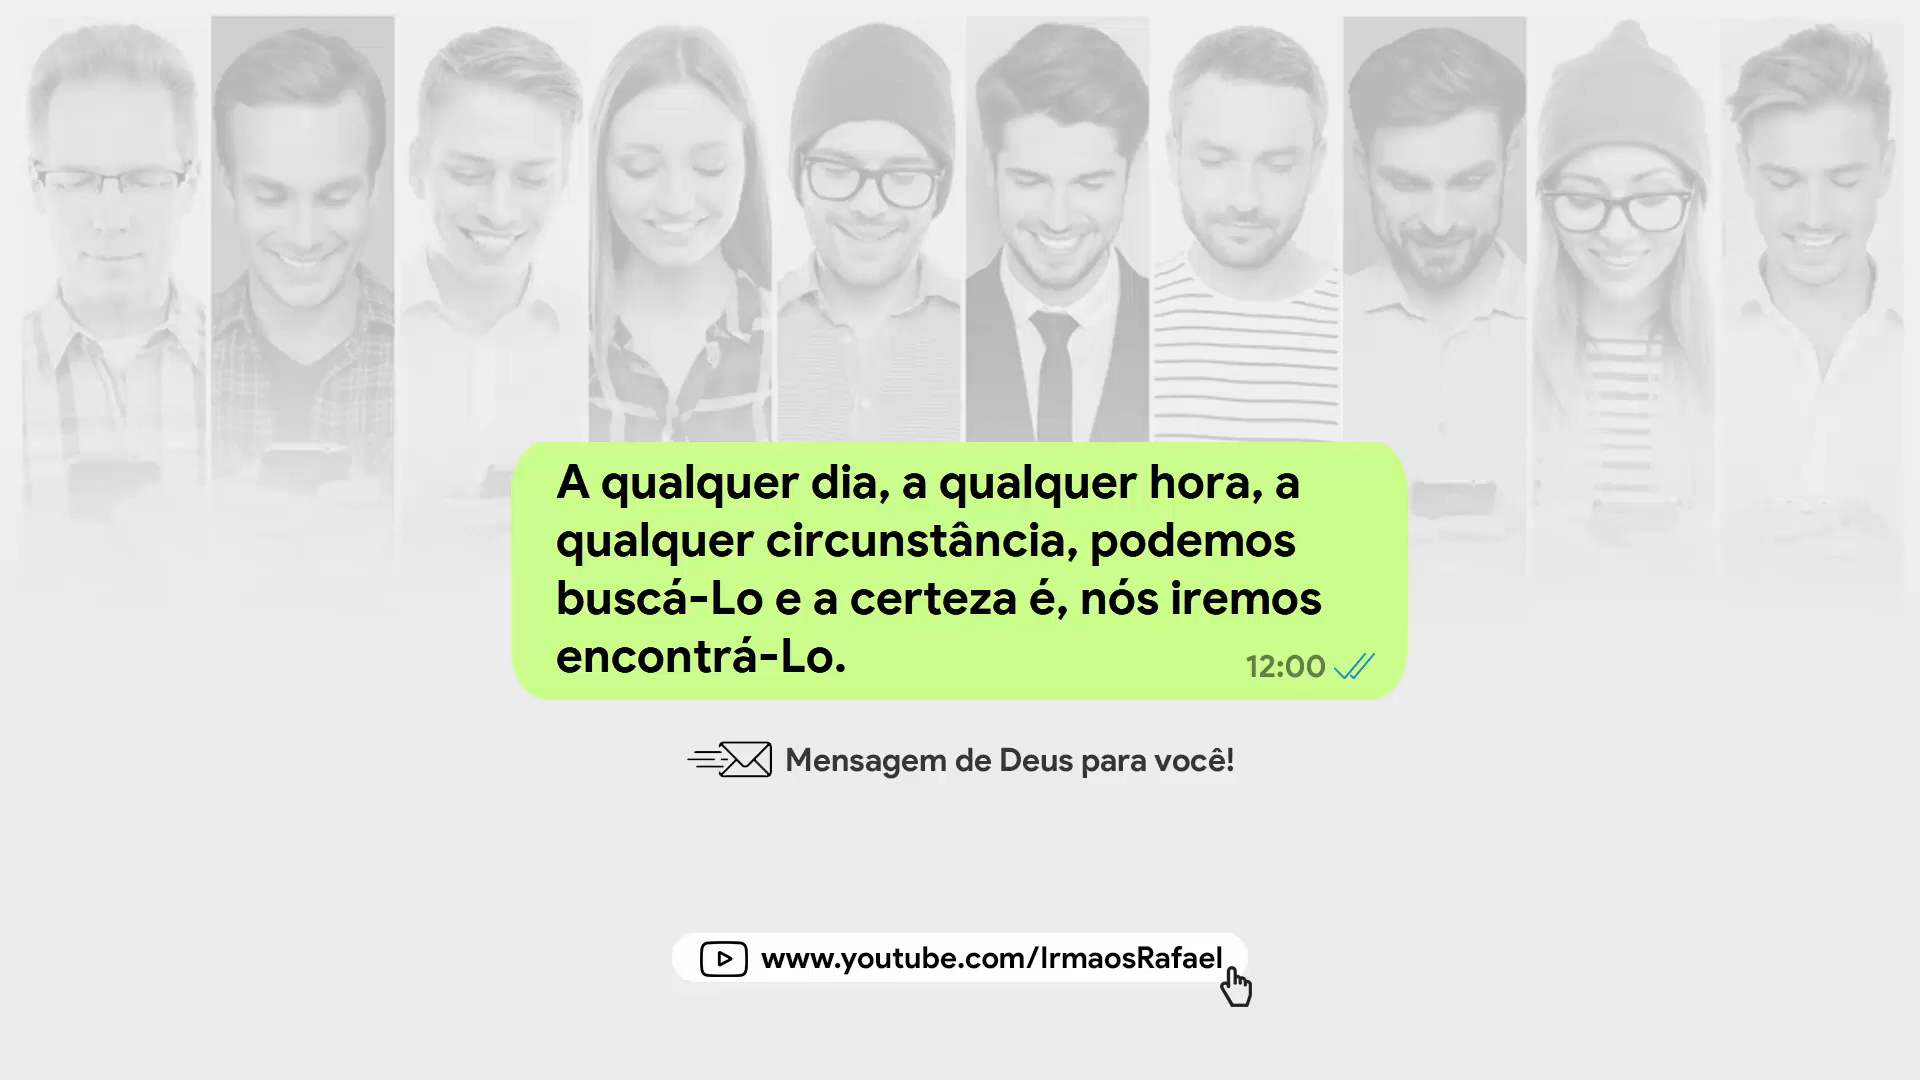 A qualquer dia, a qualquer hora, a
qualquer circunstância, podemos
buscá-Lo e a certeza é, nós iremos
encontrá-Lo.
12:00
Mensagem de Deus para você!
www.youtube.com/IrmaosRafael